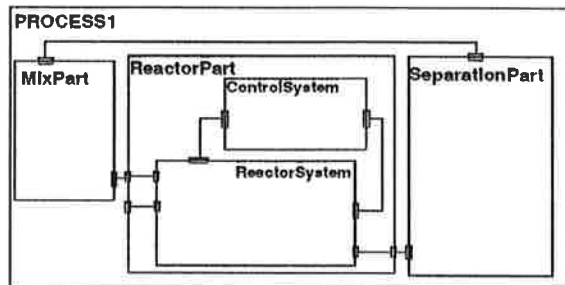 PROCESS1
MixPart
ReactorPart
SeparationPart
ControlSystem
ReactorSystem